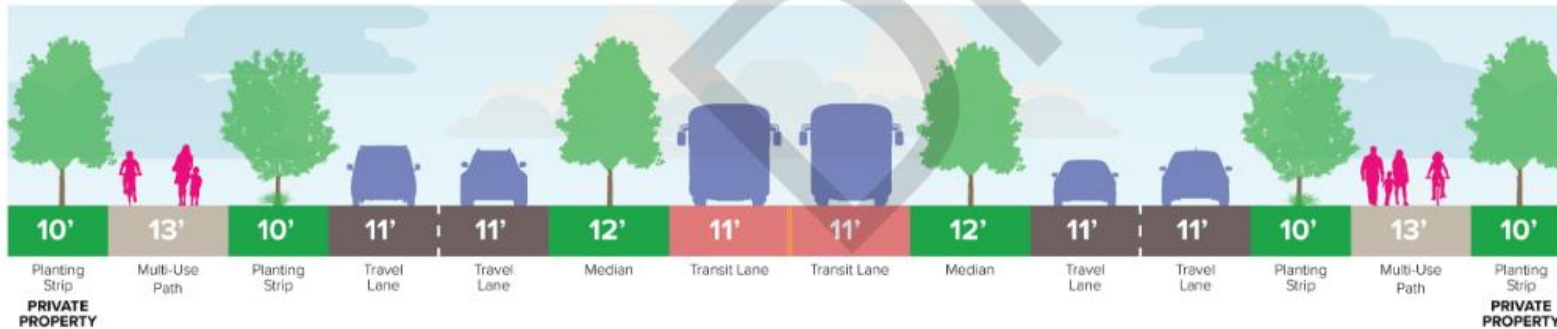 10' 13' 10' 11' 11' 12' 11' 11' 12' 11' 11' 10' 13' 10'
Planting Strip
PRIVATE PROPERTY
Multi-Use Path
Planting Strip
Travel Lane
Travel Lane
Median
Transit Lane
Transit Lane
Median
Travel Lane
Travel Lane
Planting Strip
Multi-Use Path
Planting Strip
PRIVATE PROPERTY